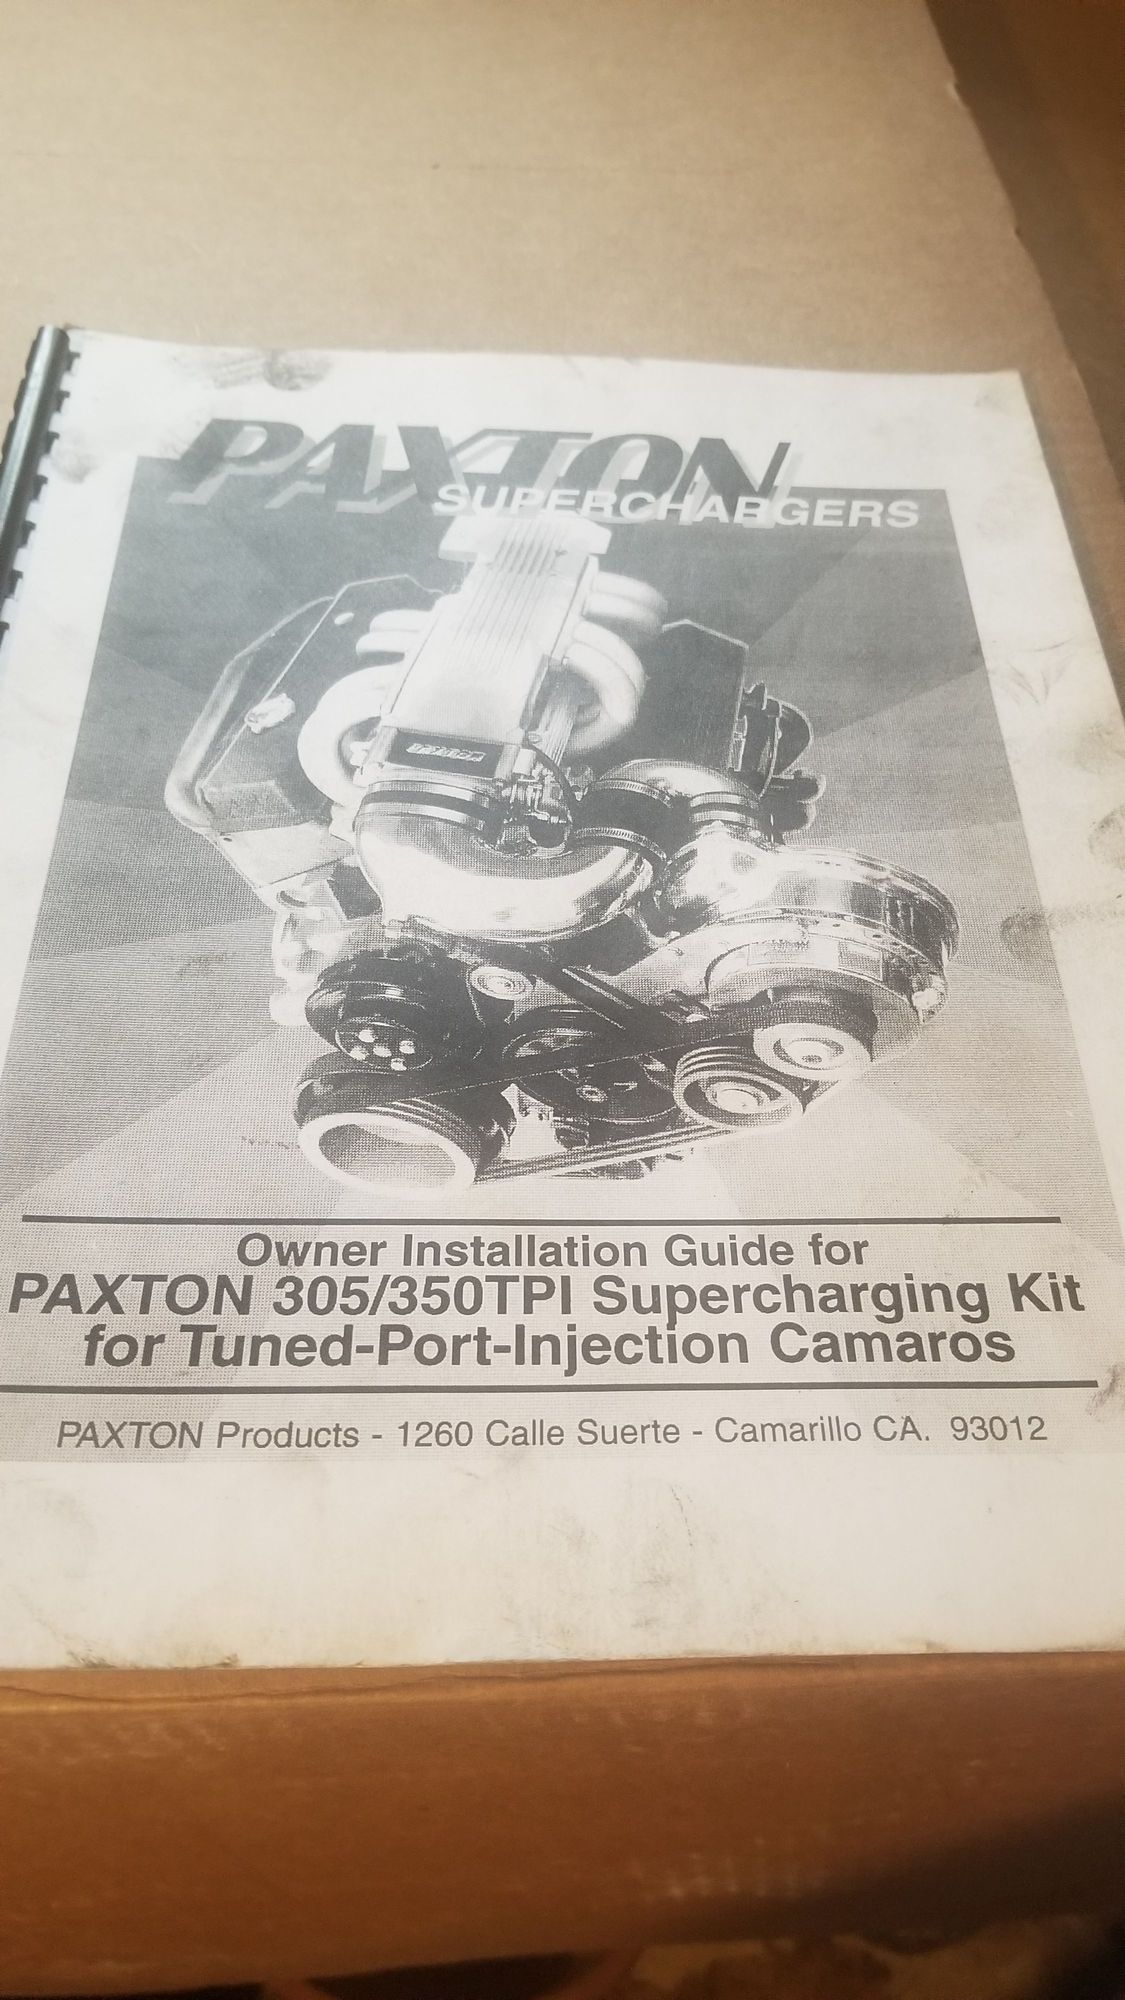 PAXTON
SUPERCHARGERS
Owner Installation Guide for
PAXTON 305/350TPI Supercharging Kit
for Tuned-Port-Injection Camaros
PAXTON Products - 1260 Calle Suerte - Camarillo CA. 93012